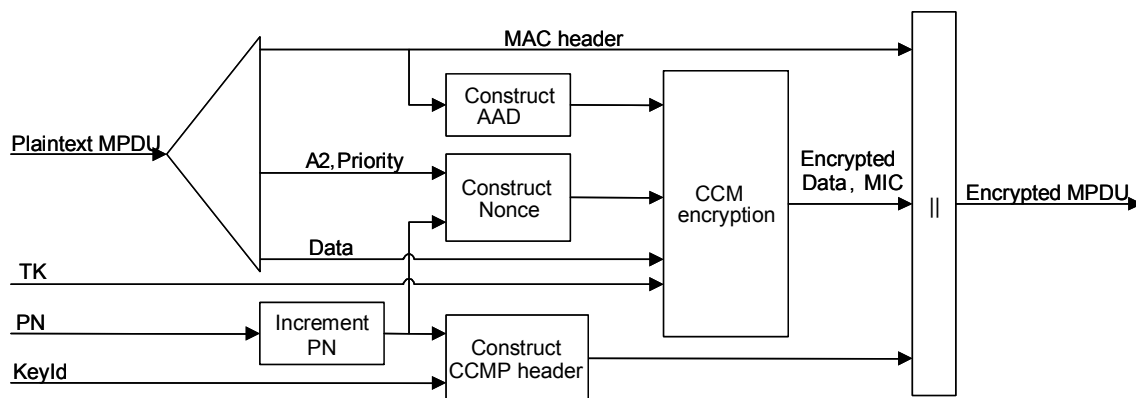 MAC header
Construct
AAD
Plaintext MPDU
A2, Priority
Construct
Nonce
CCM
encryption
Encrypted
Data, MIC
||
Encrypted MPDU
Data
TK
PN
Increment
PN
Construct
CCMP header
KeyId